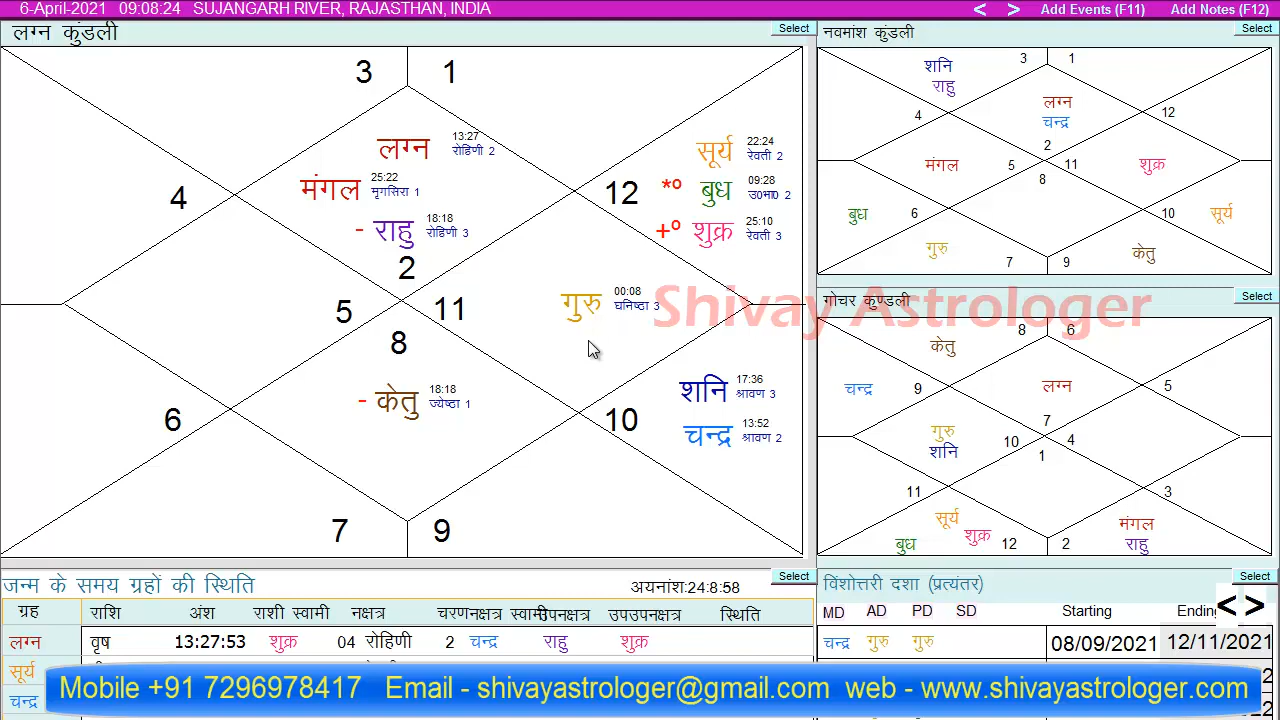 6-April-2021 09:08:24 SUJANGARH RIVER, RAJASTHAN, INDIA
< > Add Events (F11) Add Notes (F12)
लग्न कुंडली
Select
3
1
लग्न 13:27 रोहिणी 2
मंगल 25:22 मृगसिरा 1
- राहु 18:18 रोहिणी 3
2
4
सूर्य 22:24 रेवती 2
12
*º बुध 09:28 उ0भा0 2
+º शुक्र 25:10 रेवती 3
5
11
गुरु 00:08 घनिष्ठा 3
8
- केतु 18:18 ज्येष्ठा 1
शनि 17:36 श्रावण 3
चन्द्र 13:52 श्रावण 2
6
10
7
9
Shivay Astrologer
नवमांश कुंडली
Select
शनि
राहु
3
1
लग्न
चन्द्र
4
12
2
मंगल
5
11
शुक्र
8
बुध
6
10
सूर्य
गुरु
7
9
केतु
गोचर कुण्डली
Select
केतु
8
6
चन्द्र
9
लग्न
5
7
गुरु
शनि
10
4
1
11
3
सूर्य
शुक्र
बुध
12
2
मंगल
राहु
जन्म के समय ग्रहों की स्थिति
अयनांश:24:8:58
Select
ग्रह राशि अंश राशी स्वामी नक्षत्र चरण नक्षत्र स्वामी उपनक्षत्र उपउपनक्षत्र स्थिति
लग्न वृष 13:27:53 शुक्र 04 रोहिणी 2 चन्द्र राहु शुक्र
सूर्य
चन्द्र
विंशोत्तरी दशा (प्रत्यंतर)
Select
MD AD PD SD Starting Ending
< >
चन्द्र गुरु गुरु 08/09/2021 12/11/2021
Mobile +91 7296978417 Email - shivayastrologer@gmail.com web - www.shivayastrologer.com